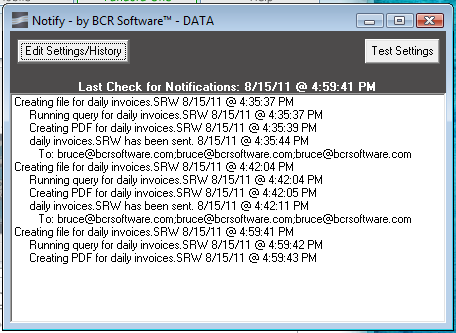 Notify - by BCR Software™ - DATA
Edit Settings/History
Test Settings
Last Check for Notifications: 8/15/11 @ 4:59:41 PM
Creating file for daily invoices.SRW 8/15/11 @ 4:35:37 PM
Running query for daily invoices.SRW 8/15/11 @ 4:35:37 PM
Creating PDF for daily invoices.SRW 8/15/11 @ 4:35:39 PM
daily invoices.SRW has been sent. 8/15/11 @ 4:35:44 PM
To: bruce@bcrsoftware.com;bruce@bcrsoftware.com;bruce@bcrsoftware.com
Creating file for daily invoices.SRW 8/15/11 @ 4:42:04 PM
Running query for daily invoices.SRW 8/15/11 @ 4:42:04 PM
Creating PDF for daily invoices.SRW 8/15/11 @ 4:42:05 PM
daily invoices.SRW has been sent. 8/15/11 @ 4:42:11 PM
To: bruce@bcrsoftware.com;bruce@bcrsoftware.com;bruce@bcrsoftware.com
Creating file for daily invoices.SRW 8/15/11 @ 4:59:41 PM
Running query for daily invoices.SRW 8/15/11 @ 4:59:42 PM
Creating PDF for daily invoices.SRW 8/15/11 @ 4:59:43 PM